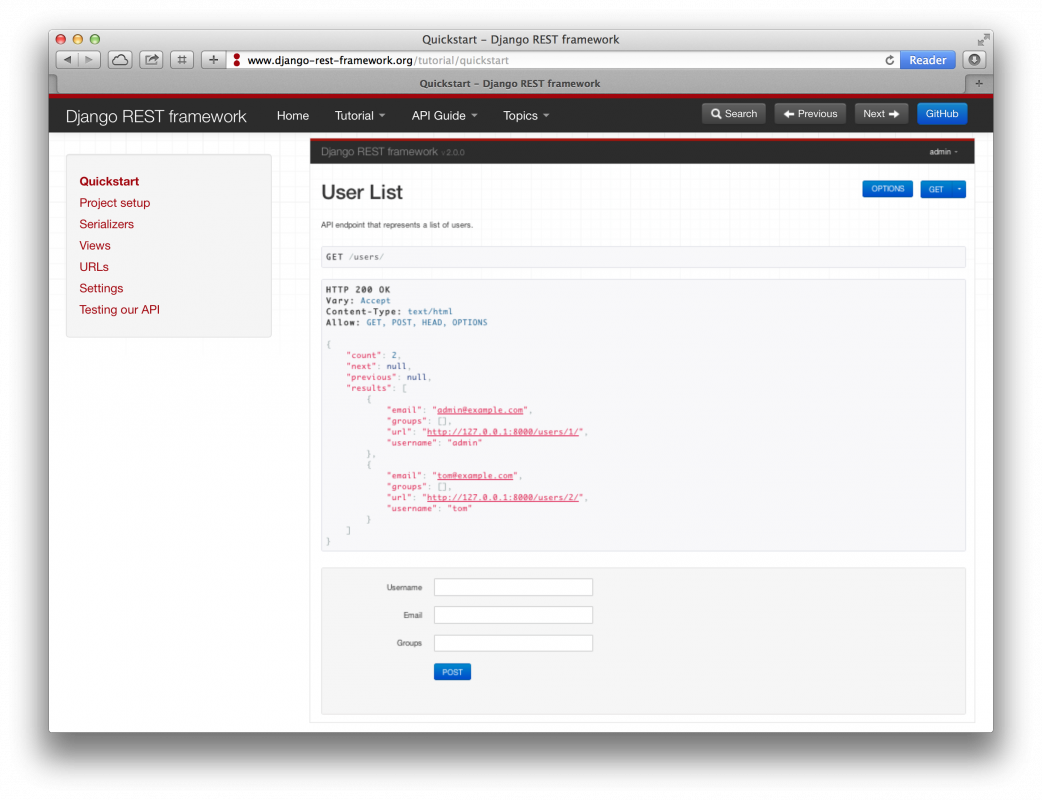 Quickstart – Django REST framework
www.django-rest-framework.org/tutorial/quickstart
Reader
Quickstart – Django REST framework
Django REST framework Home Tutorial API Guide Topics Search Previous Next GitHub
Quickstart
Project setup
Serializers
Views
URLs
Settings
Testing our API
Django REST framework v 2.0.0 admin
User List OPTIONS GET
API endpoint that represents a list of users.
GET /users/
HTTP 200 OK
Vary: Accept
Content-Type: text/html
Allow: GET, POST, HEAD, OPTIONS
{
"count": 2,
"next": null,
"previous": null,
"results": [
{
"email": "admin@example.com",
"groups": [],
"url": "http://127.0.0.1:8000/users/1/",
"username": "admin"
},
{
"email": "tom@example.com",
"groups": [],
"url": "http://127.0.0.1:8000/users/2/",
"username": "tom"
}
]
}
Username
Email
Groups
POST